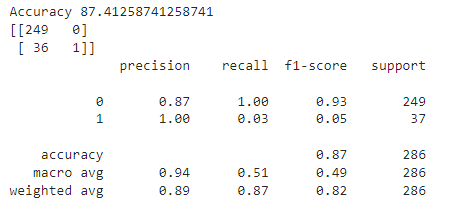 Accuracy 87.41258741258741
[[249   0]
 [ 36   1]]
              precision    recall  f1-score   support

           0       0.87      1.00      0.93       249
           1       1.00      0.03      0.05        37

    accuracy                           0.87       286
   macro avg       0.94      0.51      0.49       286
weighted avg       0.89      0.87      0.82       286